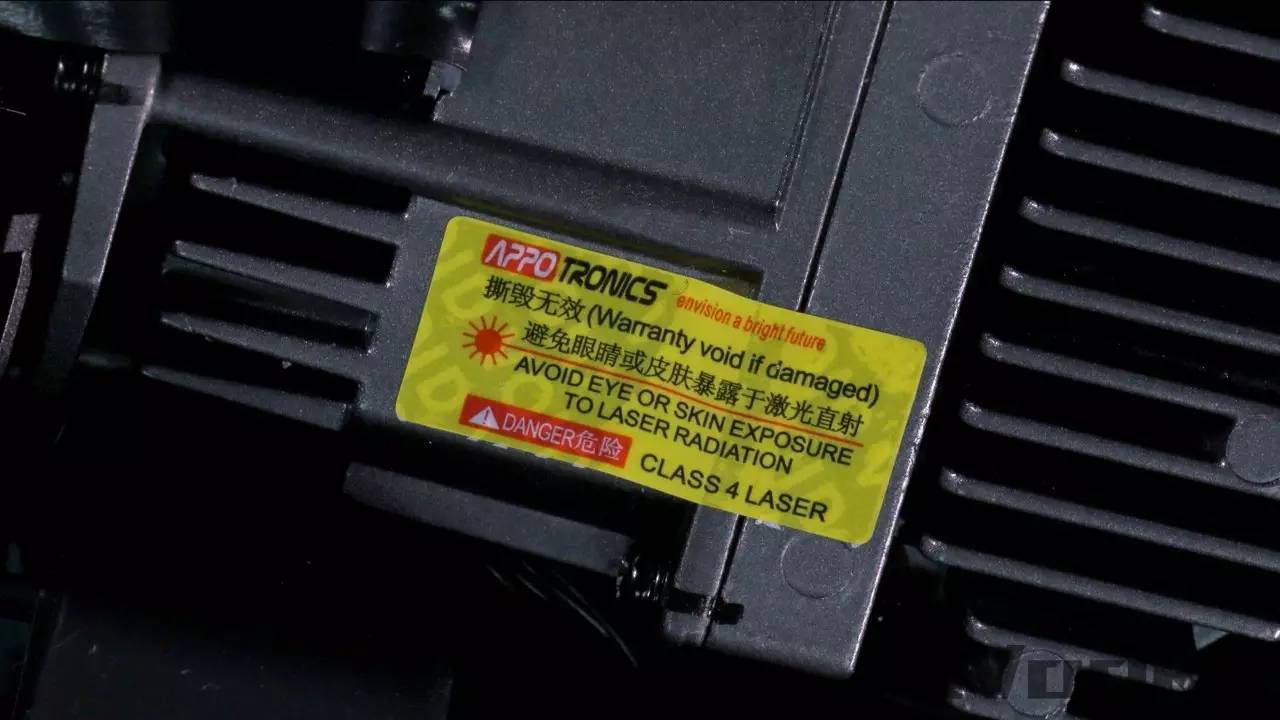 APPOTRONICS envision a bright future
撕毁无效 (Warranty void if damaged)
避免眼睛或皮肤暴露于激光直射
AVOID EYE OR SKIN EXPOSURE
TO LASER RADIATION
DANGER危险 CLASS 4 LASER